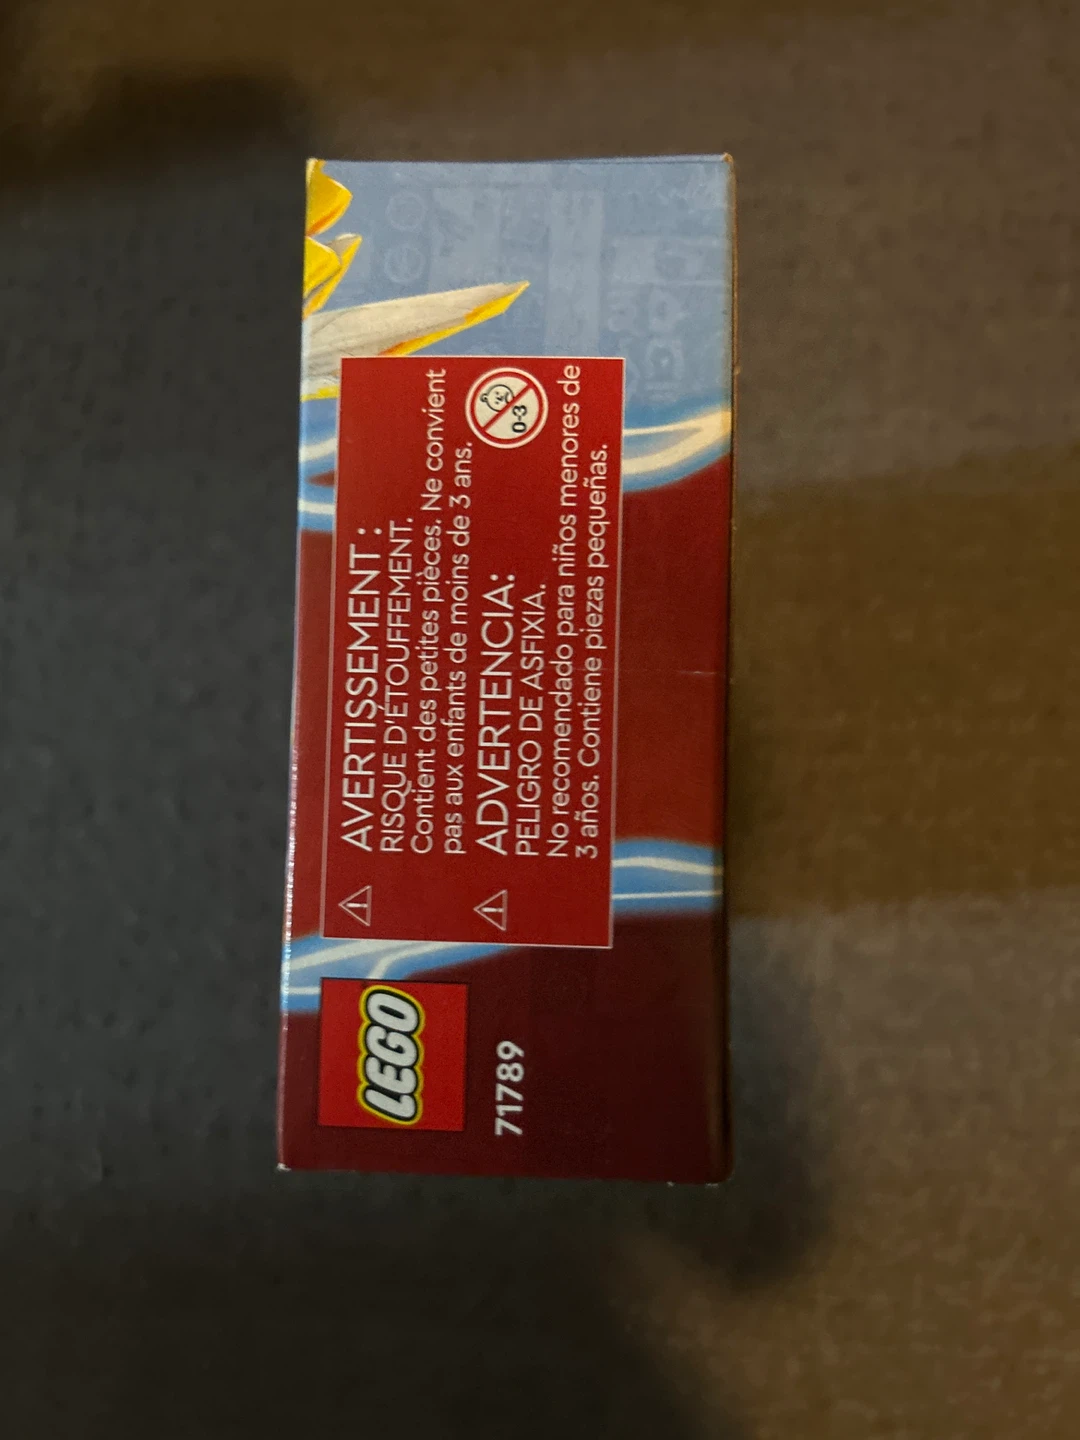 AVERTISSEMENT :
RISQUE D'ÉTOUFFEMENT.
Contient des petites pièces. Ne convient
pas aux enfants de moins de 3 ans.
0-3
ADVERTENCIA:
PELIGRO DE ASFIXIA.
No recomendado para niños menores de
3 años. Contiene piezas pequeñas.
LEGO
71789